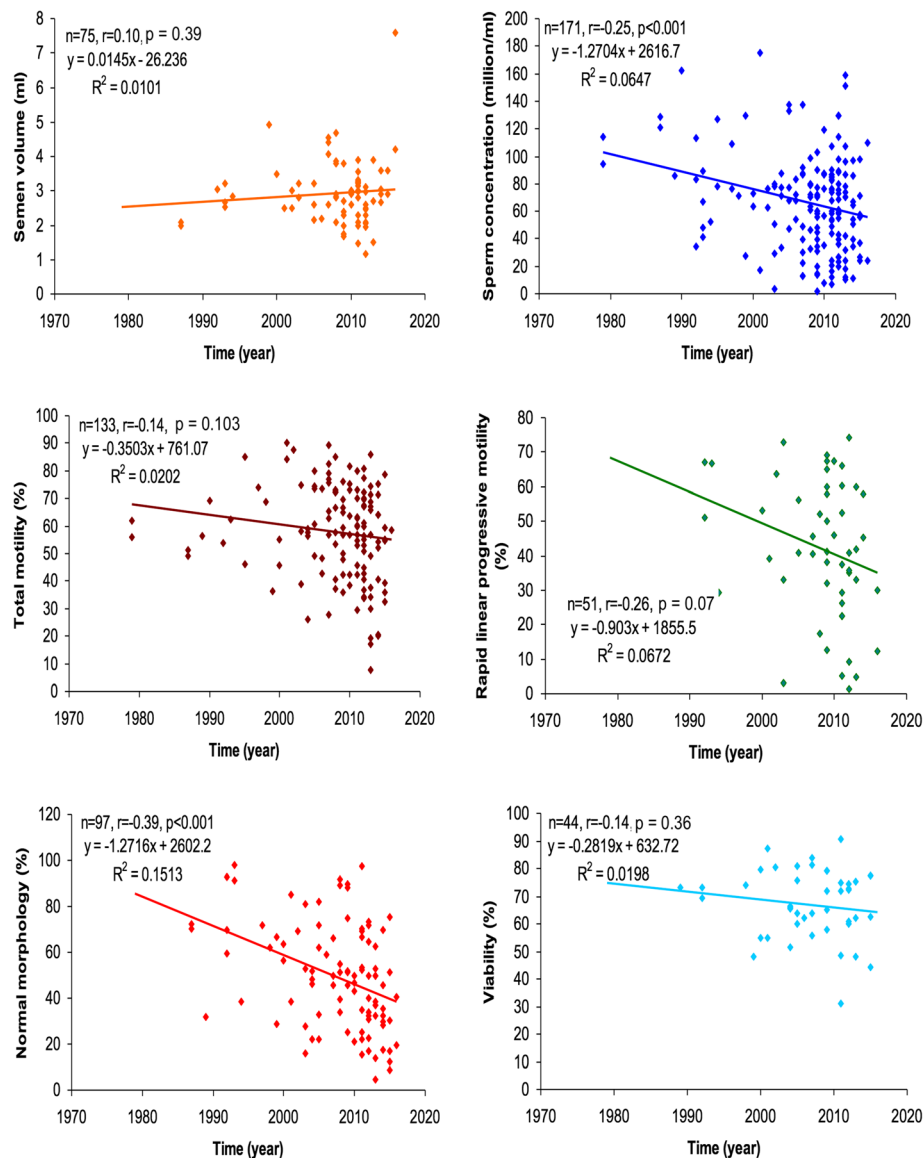 n=75, r=0.10, p = 0.39
y = 0.0145x - 26.236
R² = 0.0101
Semen volume (ml)
8
7
6
5
4
3
2
1
0
1970 1980 1990 2000 2010 2020
Time (year)
n=171, r=-0.25, p<0.001
y = -1.2704x + 2616.7
R² = 0.0647
Sperm concentration (million/ml)
200
180
160
140
120
100
80
60
40
20
0
1970 1980 1990 2000 2010 2020
Time (year)
n=133, r=-0.14, p = 0.103
y = -0.3503x + 761.07
R² = 0.0202
Total motility (%)
100
90
80
70
60
50
40
30
20
10
0
1970 1980 1990 2000 2010 2020
Time (year)
n=51, r=-0.26, p = 0.07
y = -0.903x + 1855.5
R² = 0.0672
Rapid linear progressive motility
(%)
80
70
60
50
40
30
20
10
0
1970 1980 1990 2000 2010 2020
Time (year)
n=97, r=-0.39, p<0.001
y = -1.2716x + 2602.2
R² = 0.1513
Normal morphology (%)
120
100
80
60
40
20
0
1970 1980 1990 2000 2010 2020
Time (year)
n=44, r=-0.14, p = 0.36
y = -0.2819x + 632.72
R² = 0.0198
Viability (%)
100
90
80
70
60
50
40
30
20
10
0
1970 1980 1990 2000 2010 2020
Time (year)